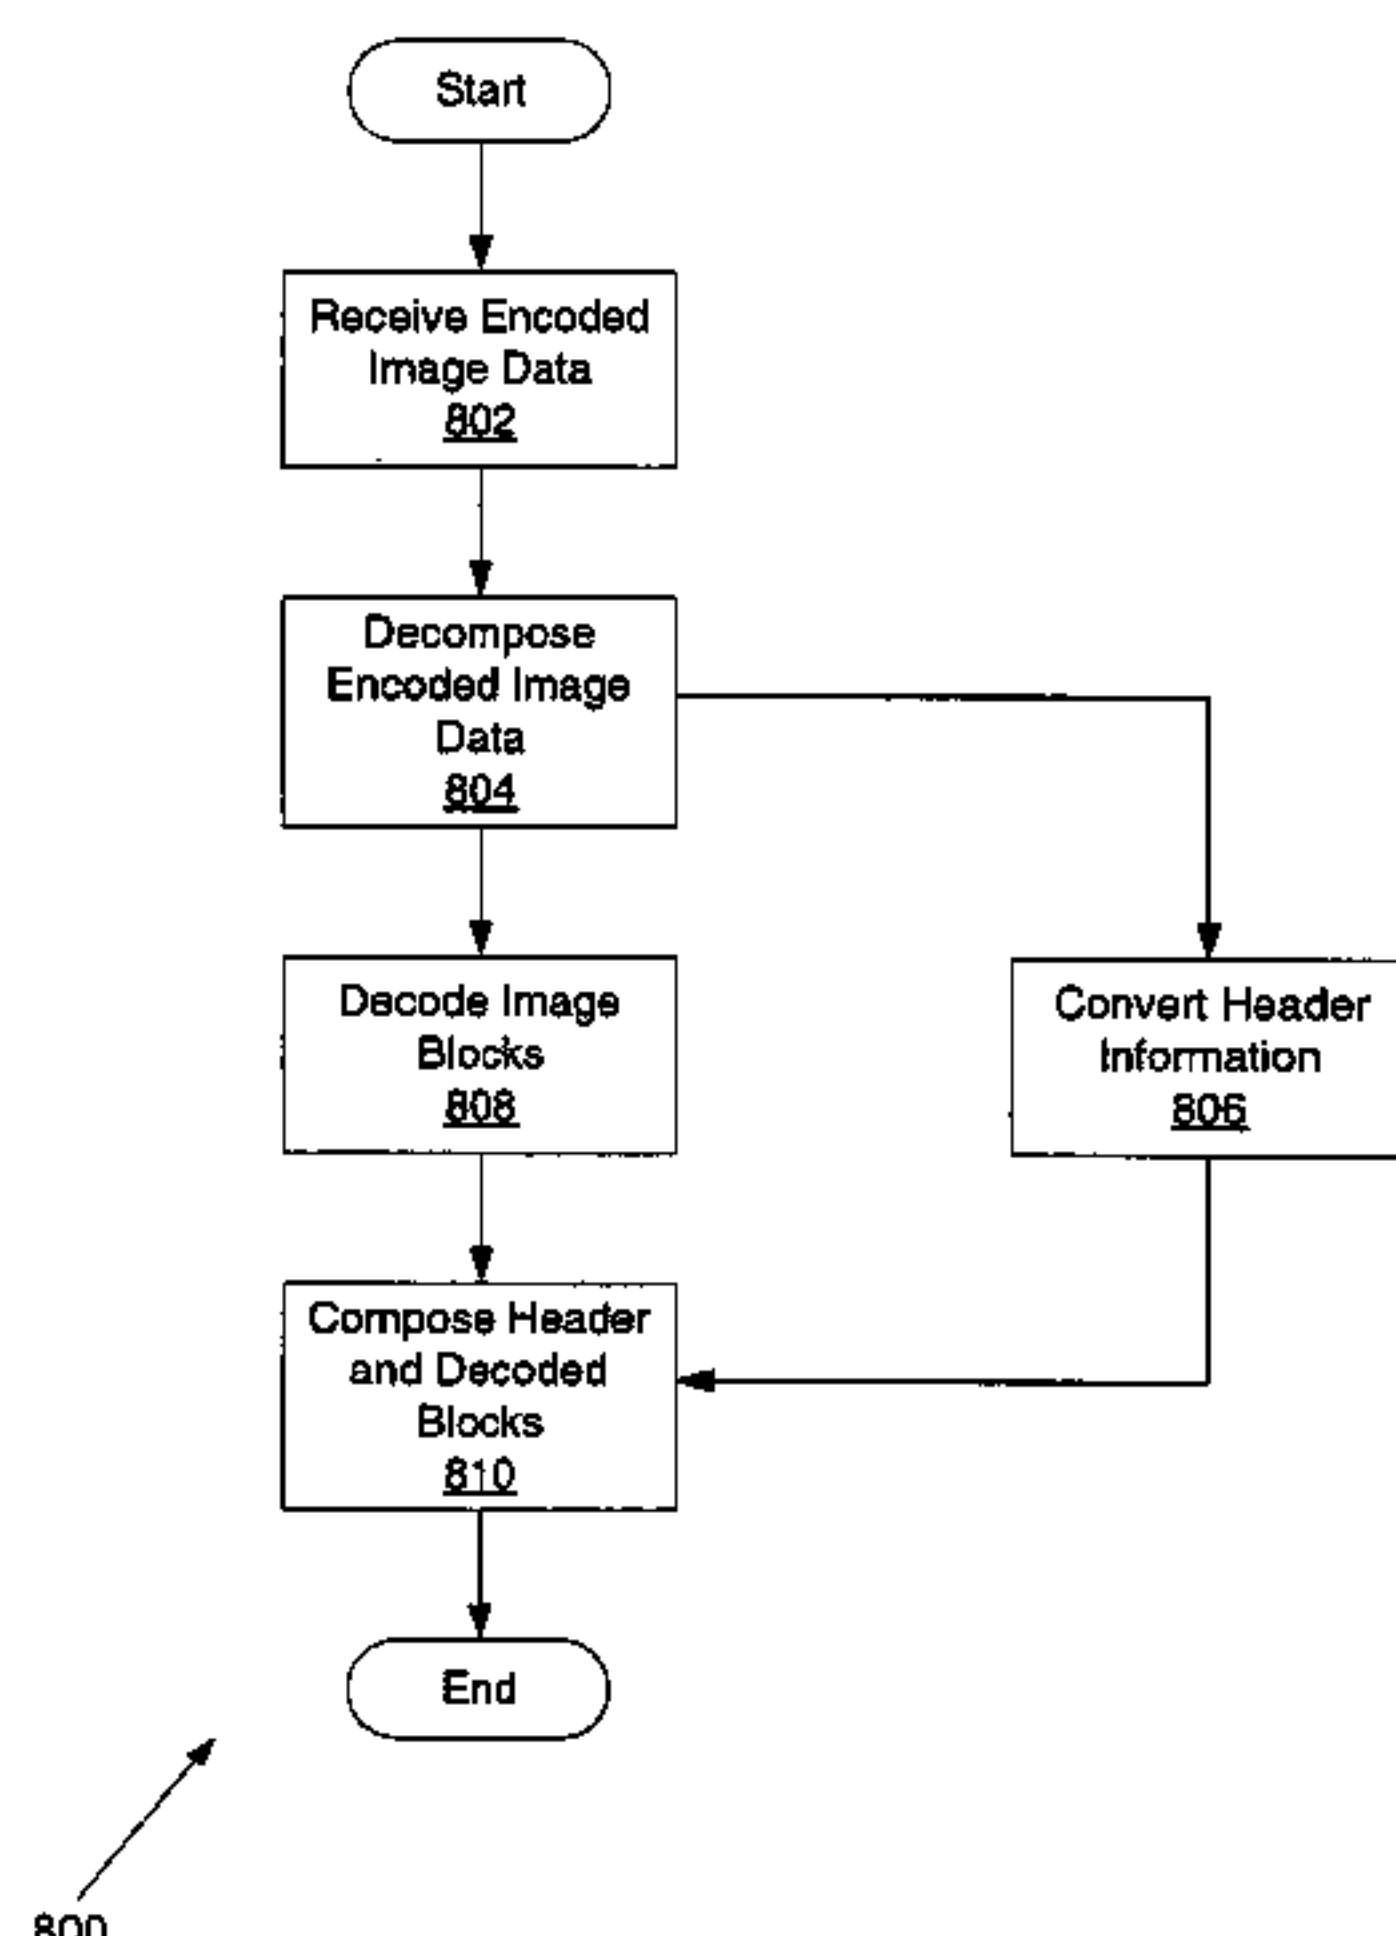 Start
Receive Encoded
Image Data
802
Decompose
Encoded Image
Data
804
Decode Image
Blocks
808
Convert Header
Information
806
Compose Header
and Decoded
Blocks
810
End
800